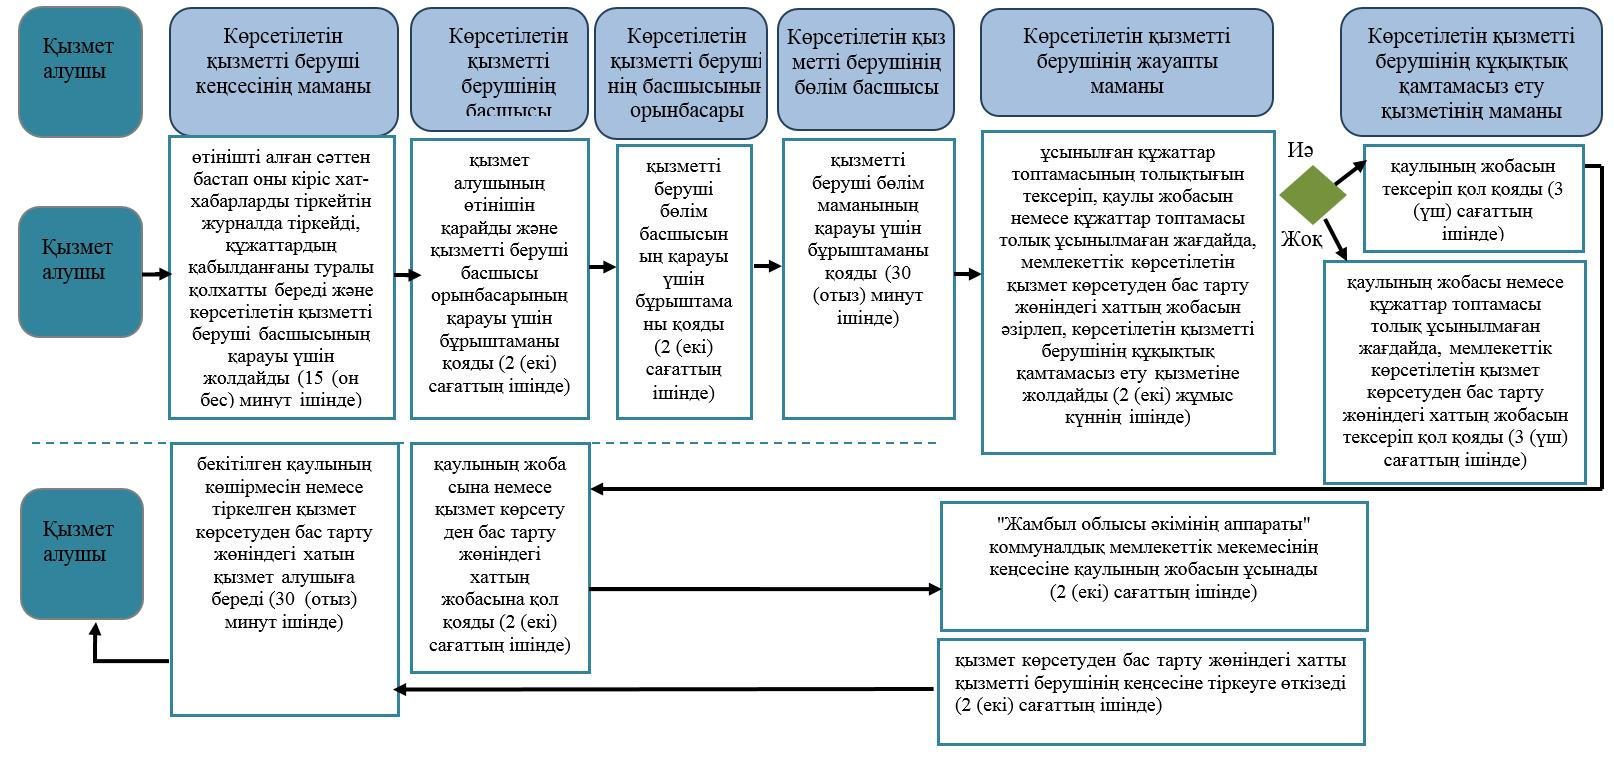 Қызмет
алушы
Көрсетілетін
қызметті беруші
кеңсесінің маманы
Көрсетілетін
қызметті
берушінің
басшысы
Көрсетілетін
қызметті беруші
нің басшысының
орынбасары
Көрсетілетін қыз
метті берушінің
бөлім басшысы
Көрсетілетін қызметті
берушінің жауапты
маманы
Көрсетілетін қызметті
берушінің құқықтық
қамтамасыз ету
қызметінің маманы
Қызмет
алушы
өтінішті алған сәттен
бастап оны кіріс хат-
хабарларды тіркейтін
журналда тіркейді,
құжаттардың
қабылданғаны туралы
қолхатты береді және
көрсетілетін қызметті
беруші басшысының
қарауы үшін
жолдайды (15 (он
бес) минут ішінде)
қызмет
алушының
өтінішін
қарайды және
қызметті беруші
басшысы
орынбасарының
қарауы үшін
бұрыштаманы
қояды (2 (екі)
сағаттың ішінде)
қызметті
беруші
бөлім
басшысын
ың қарауы
үшін
бұрыштама
ны қояды
(2 (екі)
сағаттың
ішінде)
қызметті
беруші бөлім
маманының
қарауы үшін
бұрыштаманы
қояды (30
(отыз) минут
ішінде)
ұсынылған құжаттар
топтамасының толықтығын
тексеріп, қаулы жобасын
немесе құжаттар топтамасы
толық ұсынылмаған жағдайда,
мемлекеттік көрсетілетін
қызмет көрсетуден бас тарту
жөніндегі хаттың жобасын
әзірлеп, көрсетілетін қызметті
берушінің құқықтық
қамтамасыз ету қызметіне
жолдайды (2 (екі) жұмыс
күннің ішінде)
Иә
Жоқ
қаулының жобасын
тексеріп қол қояды (3
(үш) сағаттың
ішінде)
қаулының жобасы немесе
құжаттар топтамасы
толық ұсынылмаған
жағдайда, мемлекеттік
көрсетілетін қызмет
көрсетуден бас тарту
жөніндегі хаттың жобасын
тексеріп қол қояды (3 (үш)
сағаттың ішінде)
Қызмет
алушы
бекітілген қаулының
көшірмесін немесе
тіркелген қызмет
көрсетуден бас тарту
жөніндегі хатын
қызмет алушыға
береді (30 (отыз)
минут ішінде)
қаулының жоба
сына немесе
қызмет көрсету
ден бас тарту
жөніндегі
хаттың
жобасына қол
қояды (2 (екі)
сағаттың ішінде)
"Жамбыл облысы әкімінің аппараты"
коммуналдық мемлекеттік мекемесінің
кеңсесіне қаулының жобасын ұсынады
(2 (екі) сағаттың ішінде)
қызмет көрсетуден бас тарту жөніндегі хатты
қызметті берушінің кеңсесіне тіркеуге өткізеді
(2 (екі) сағаттың ішінде)